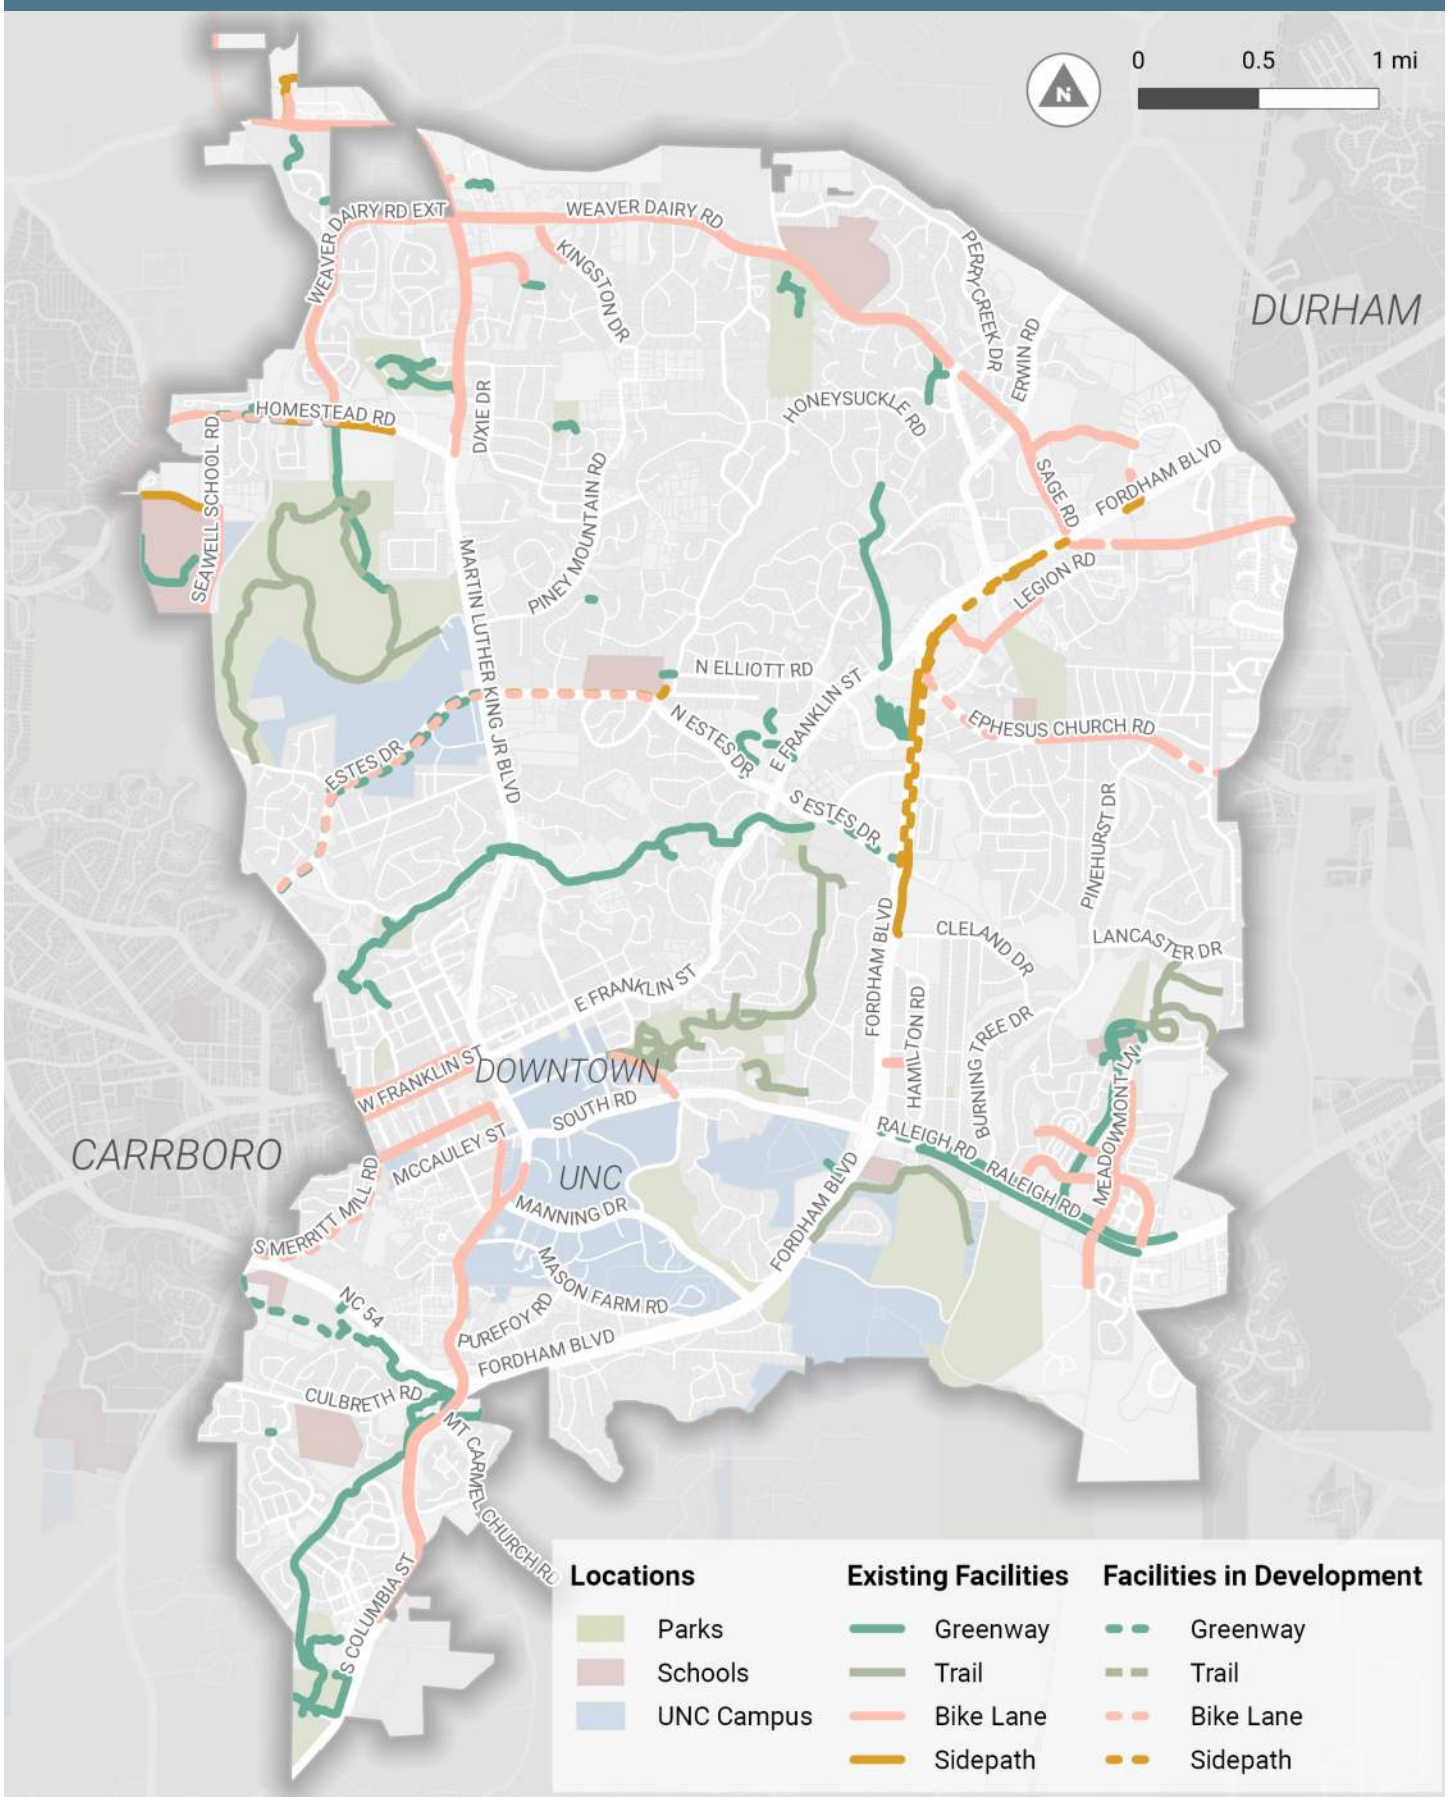 0 0.5 1 mi
N
WEAVER DAIRY RD EXT
WEAVER DAIRY RD
KINGSTON DR
PERRY CREEK DR
ERWIN RD
DURHAM
DIXIE DR
HOMESTEAD RD
HONEYSUCKLE RD
SEAWELL SCHOOL RD
PINEY MOUNTAIN RD
SAGE RD
FORDHAM BLVD
LEGION RD
MARTIN LUTHER KING JR BLVD
N ELLIOTT RD
E FRANKLIN ST
N ESTES DR
EPHESUS CHURCH RD
ESTES DR
S ESTES DR
PINEHURST DR
FORDHAM BLVD
CLELAND DR
LANCASTER DR
E FRANKLIN ST
HAMILTON RD
BURNING TREE DR
W FRANKLIN ST
DOWNTOWN
MEADOWMONT LN
SOUTH RD
CARRBORO
MCCAULEY ST
RALEIGH RD
RALEIGH RD
UNC
S MERRITT MILL RD
MANNING DR
FORDHAM BLVD
MASON FARM RD
NC 54
PUREFOY RD
FORDHAM BLVD
CULBRETH RD
MT CARMEL CHURCH RD
S COLUMBIA ST
Locations
Parks
Schools
UNC Campus
Existing Facilities
Greenway
Trail
Bike Lane
Sidepath
Facilities in Development
Greenway
Trail
Bike Lane
Sidepath